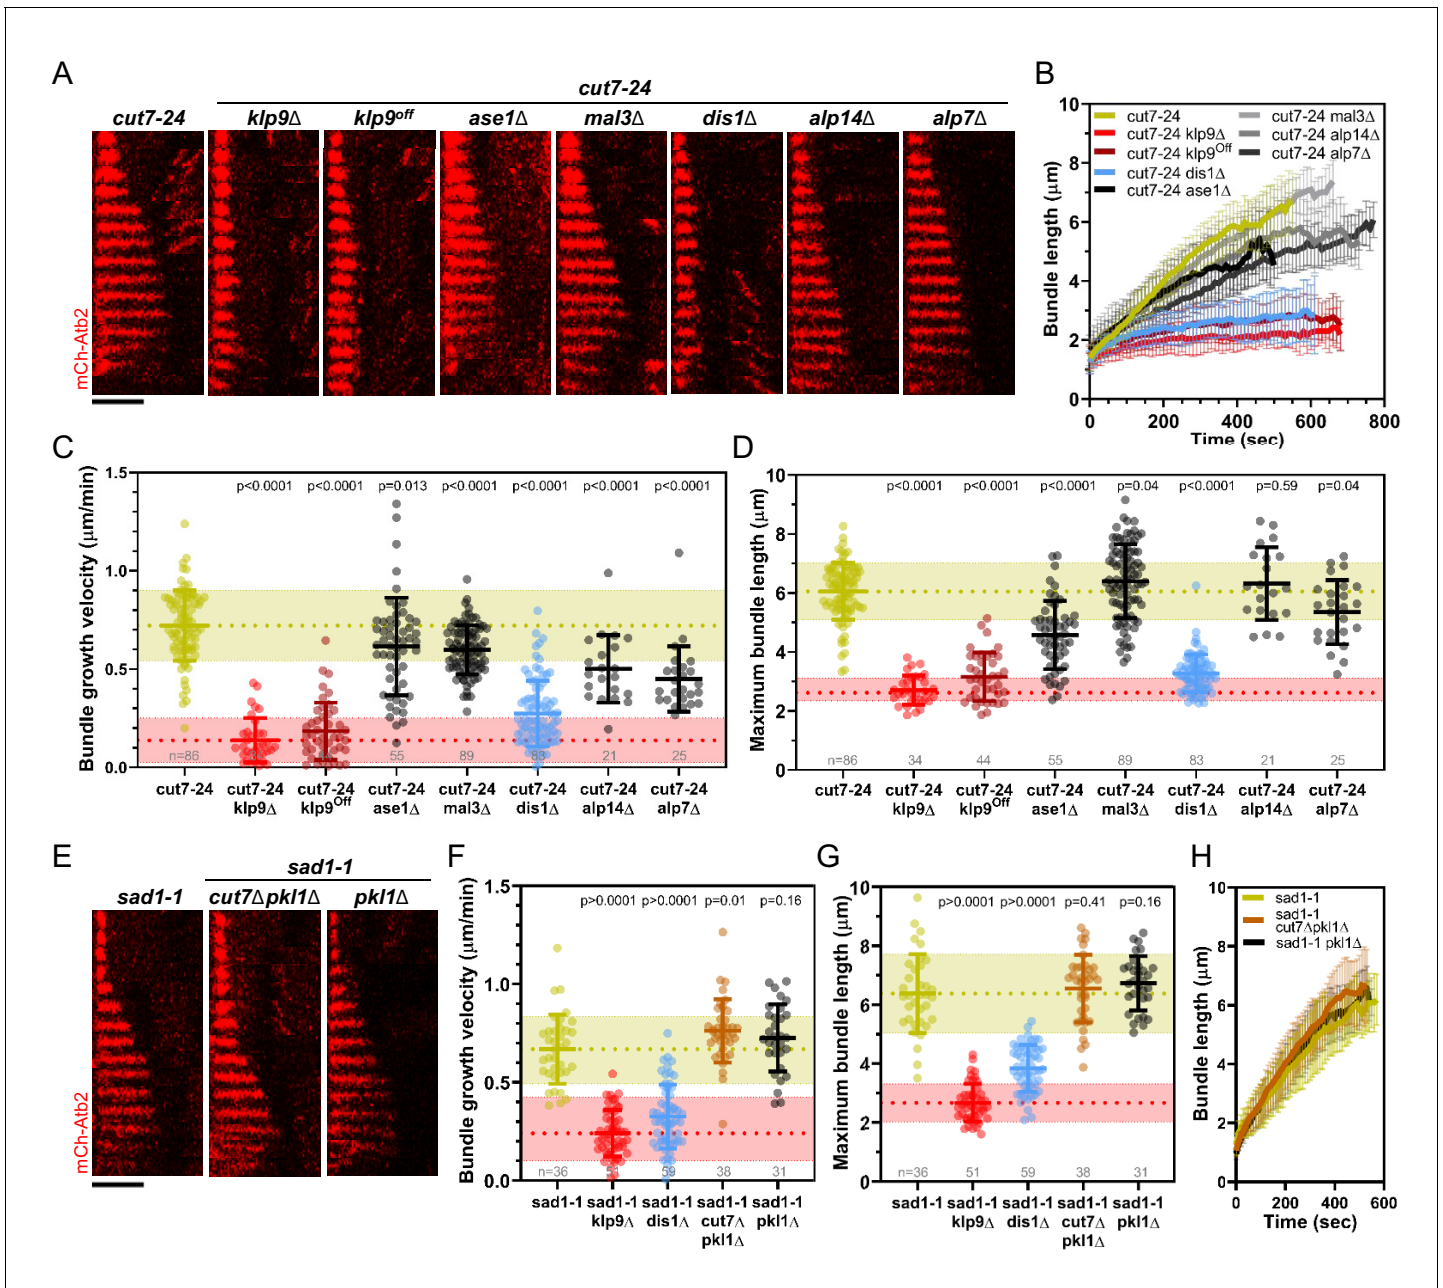 A
cut7-24
cut7-24 klp9Δ klp9off ase1Δ mal3Δ dis1Δ alp14Δ alp7Δ
mCh-Atb2
B
Bundle length (μm)
10
8
6
4
2
0
cut7-24
cut7-24 klp9Δ
cut7-24 klp9Off
cut7-24 dis1Δ
cut7-24 ase1Δ
cut7-24 mal3Δ
cut7-24 alp14Δ
cut7-24 alp7Δ
0 200 400 600 800
Time (sec)
C
Bundle growth velocity (μm/min)
1.5
1.0
0.5
0.0
p<0.0001 p<0.0001 p=0.013 p<0.0001 p<0.0001 p<0.0001 p<0.0001
n=86 55 89 83 21 25
cut7-24 cut7-24 cut7-24 cut7-24 cut7-24 cut7-24 cut7-24 cut7-24
klp9Δ klp9Off ase1Δ mal3Δ dis1Δ alp14Δ alp7Δ
D
Maximum bundle length (μm)
10
8
6
4
2
0
p<0.0001 p<0.0001 p<0.0001 p=0.04 p<0.0001 p=0.59 p=0.04
n=86 34 44 55 89 83 21 25
cut7-24 cut7-24 cut7-24 cut7-24 cut7-24 cut7-24 cut7-24 cut7-24
klp9Δ klp9Off ase1Δ mal3Δ dis1Δ alp14Δ alp7Δ
E
sad1-1
sad1-1 cut7Δpkl1Δ pkl1Δ
mCh-Atb2
F
Bundle growth velocity (μm/min)
1.5
1.0
0.5
0.0
p>0.0001 p>0.0001 p=0.01 p=0.16
n=36 51 59 38 31
sad1-1 sad1-1 sad1-1 sad1-1 sad1-1
klp9Δ dis1Δ cut7Δ pkl1Δ
pkl1Δ
G
Maximum bundle length (μm)
10
8
6
4
2
0
p>0.0001 p>0.0001 p=0.41 p=0.16
n=36 51 59 38 31
sad1-1 sad1-1 sad1-1 sad1-1 sad1-1
klp9Δ dis1Δ cut7Δ pkl1Δ
pkl1Δ
H
Bundle length (μm)
10
8
6
4
2
0
sad1-1
sad1-1
cut7Δpkl1Δ
sad1-1 pkl1Δ
0 200 400 600
Time (sec)